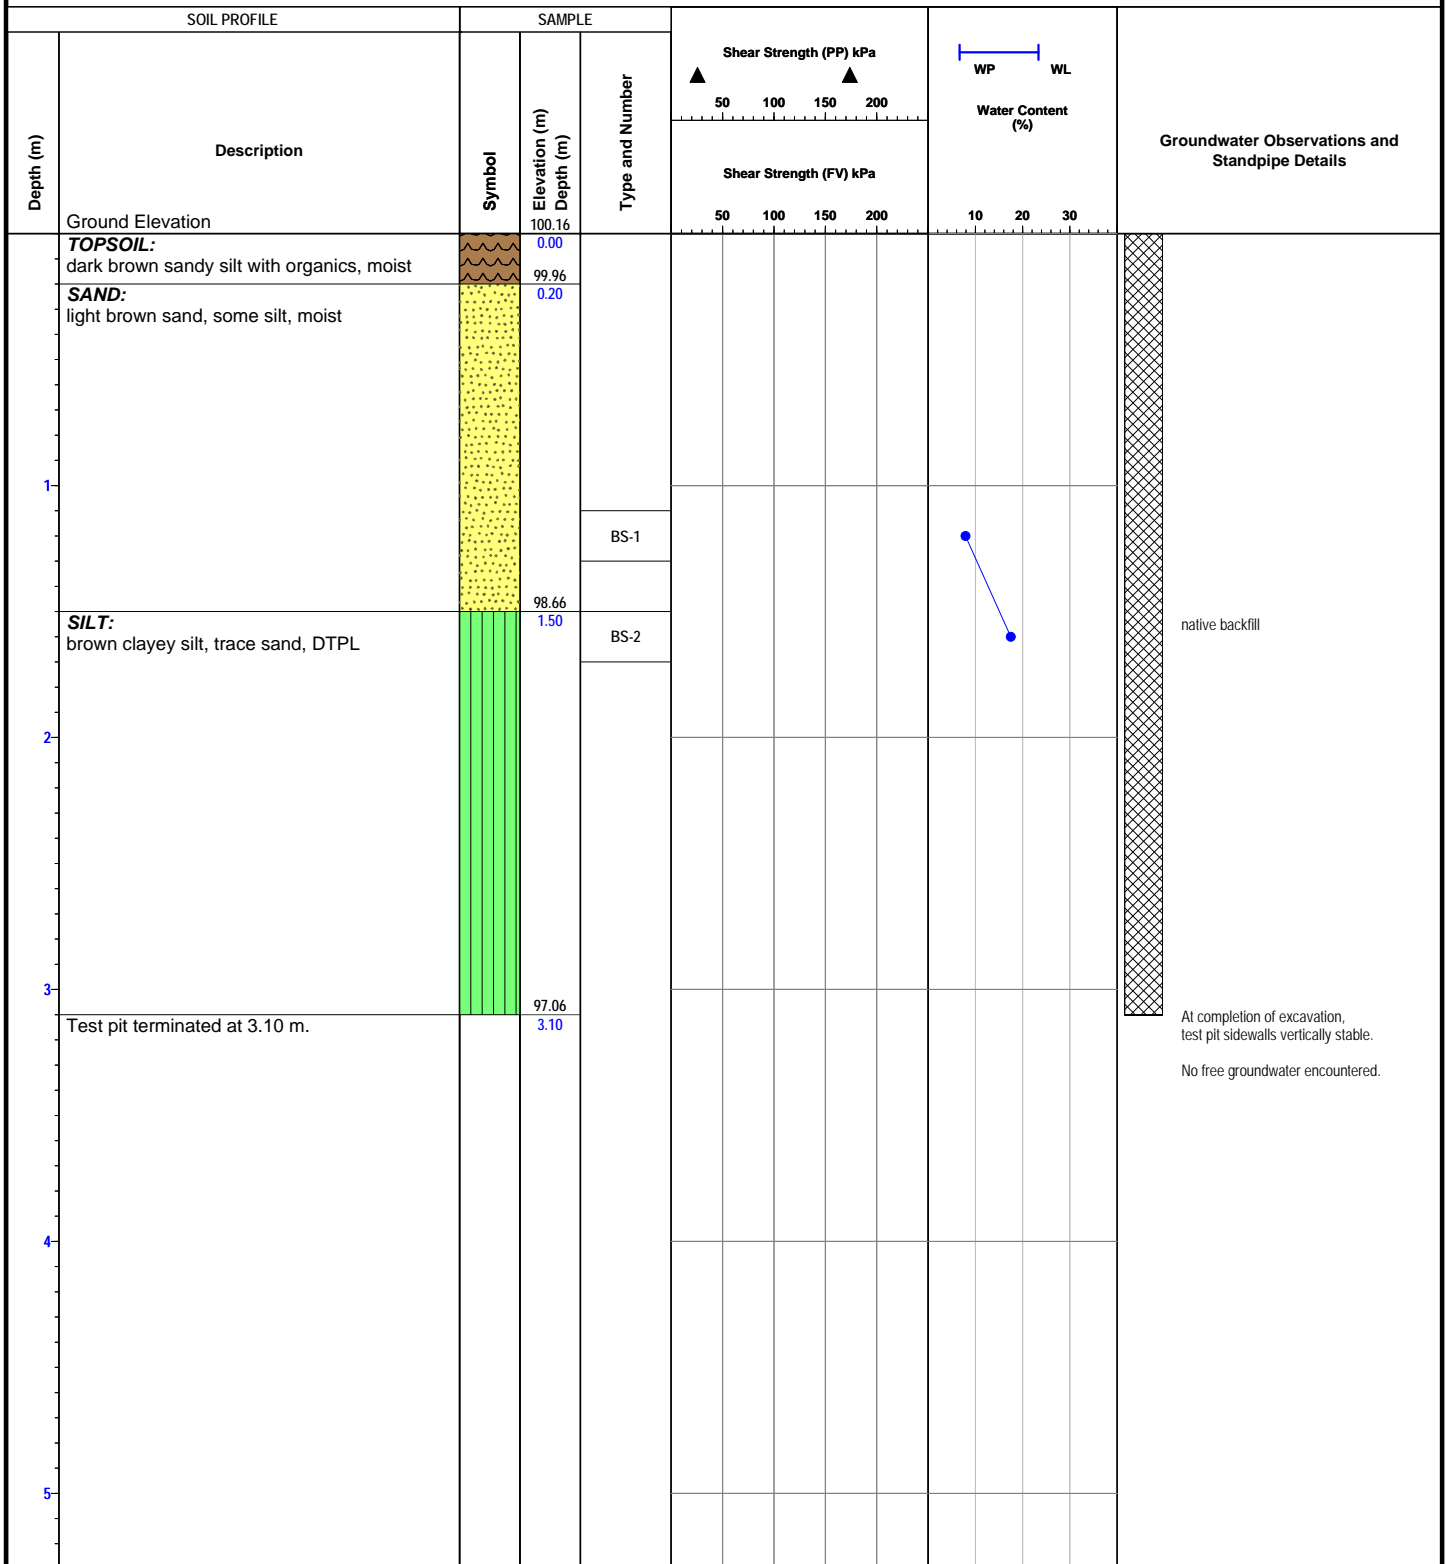 SOIL PROFILE
SAMPLE
Depth (m)
Description
Symbol
Elevation (m)
Depth (m)
Type and Number
Shear Strength (PP) kPa
50 100 150 200
Shear Strength (FV) kPa
50 100 150 200
WP WL
Water Content
(%)
10 20 30
Groundwater Observations and
Standpipe Details
Ground Elevation
100.16
TOPSOIL:
0.00
dark brown sandy silt with organics, moist
99.96
SAND:
0.20
light brown sand, some silt, moist
1
BS-1
98.66
SILT:
1.50
brown clayey silt, trace sand, DTPL
BS-2
native backfill
2
3
97.06
Test pit terminated at 3.10 m.
3.10
At completion of excavation,
test pit sidewalls vertically stable.
No free groundwater encountered.
4
5